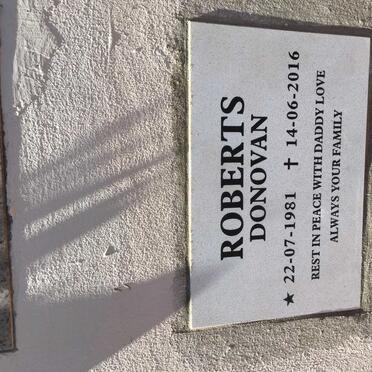 ROBERTS
DONOVAN
★ 22-07-1981 ✝ 14-06-2016
REST IN PEACE WITH DADDY LOVE
ALWAYS YOUR FAMILY